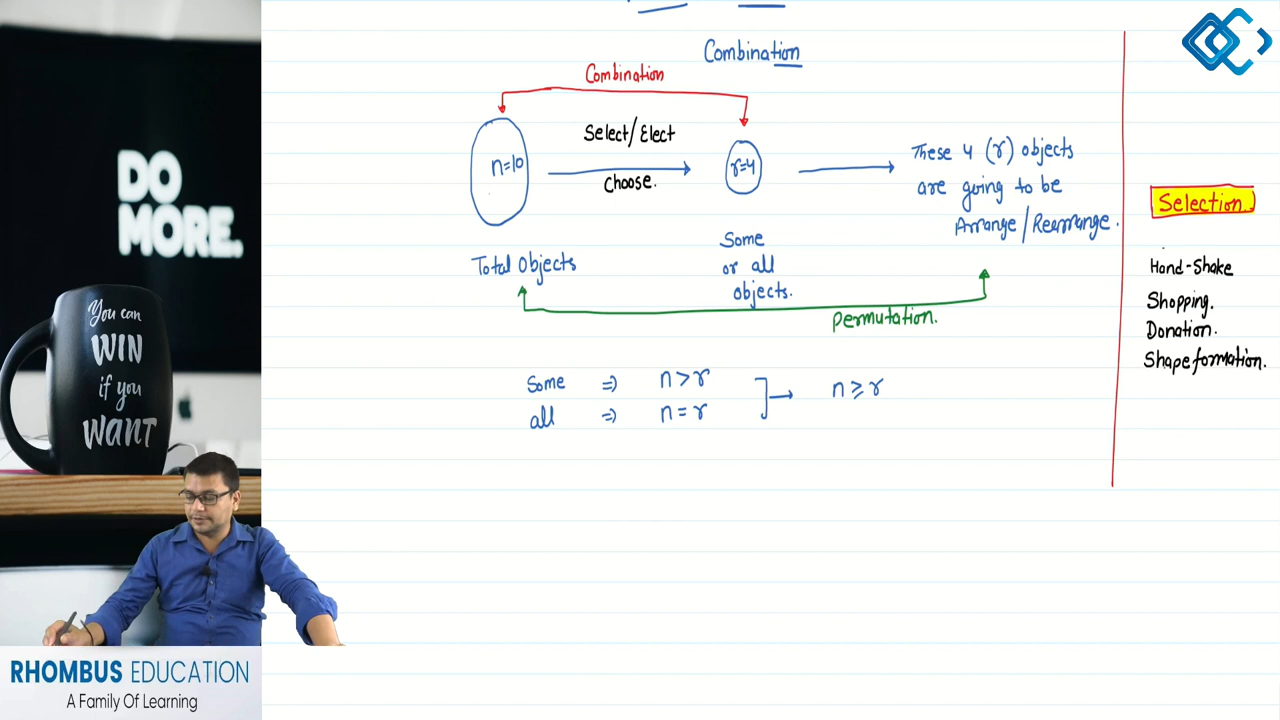 Combination
Combination
Select/Elect
n=10
r=4
Choose.
These 4 (r) objects
are going to be
Arrange/Rearrange.
Total Objects
Some
or all
objects.
Permutation.
Some ⇒ n>r
all ⇒ n=r
→ n≥r
Selection.
Hand-Shake
Shopping.
Donation.
Shape formation.
DO
MORE.
You can
WIN
if you
WANT
RHOMBUS EDUCATION
A Family Of Learning